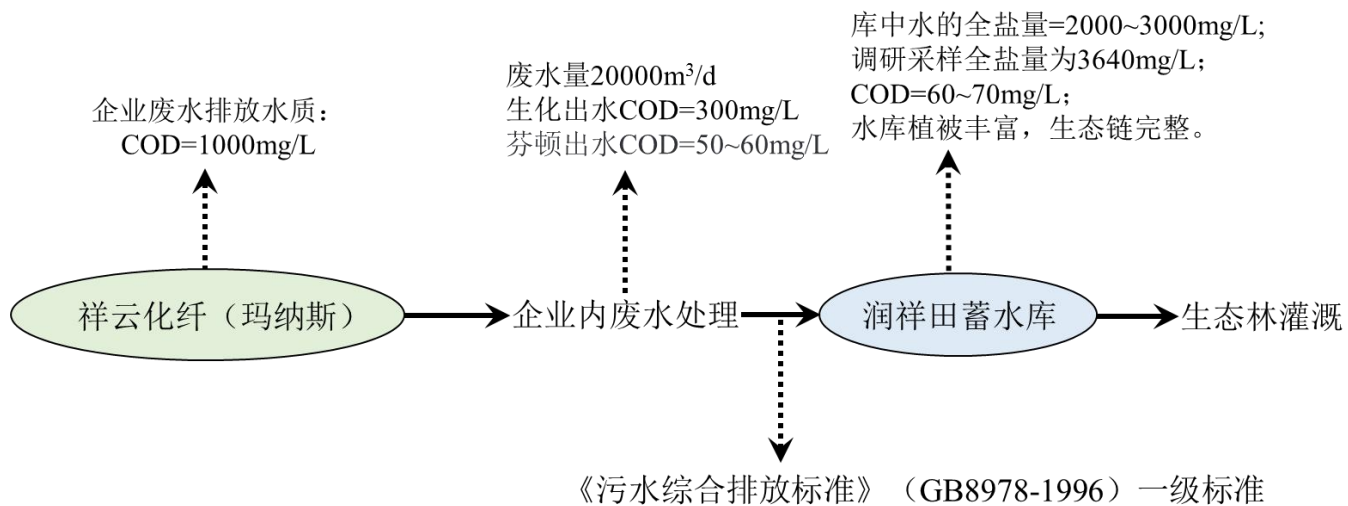 企业废水排放水质：
COD=1000mg/L
废水量20000m³/d
生化出水COD=300mg/L
芬顿出水COD=50~60mg/L
库中水的全盐量=2000~3000mg/L;
调研采样全盐量为3640mg/L；
COD=60~70mg/L；
水库植被丰富，生态链完整。
祥云化纤（玛纳斯）
企业内废水处理
润祥田蓄水库
生态林灌溉
《污水综合排放标准》（GB8978-1996）一级标准